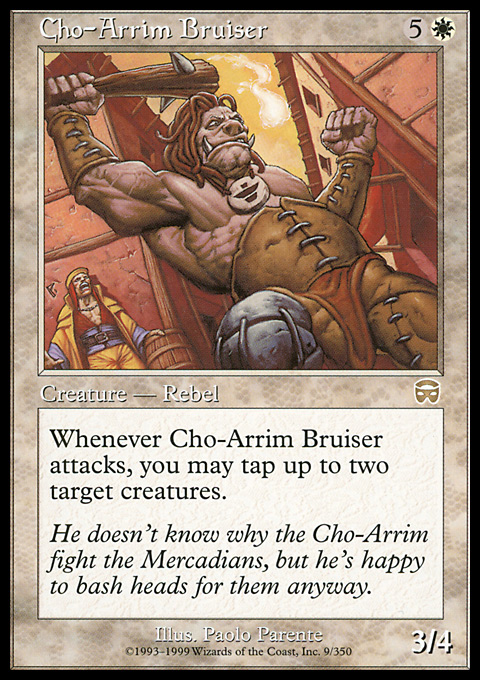 Cho-Arrim Bruiser 5
Creature — Rebel
Whenever Cho-Arrim Bruiser
attacks, you may tap up to two
target creatures.
He doesn't know why the Cho-Arrim
fight the Mercadians, but he's happy
to bash heads for them anyway.
Illus. Paolo Parente
©1993–1999 Wizards of the Coast, Inc. 9/350
3/4